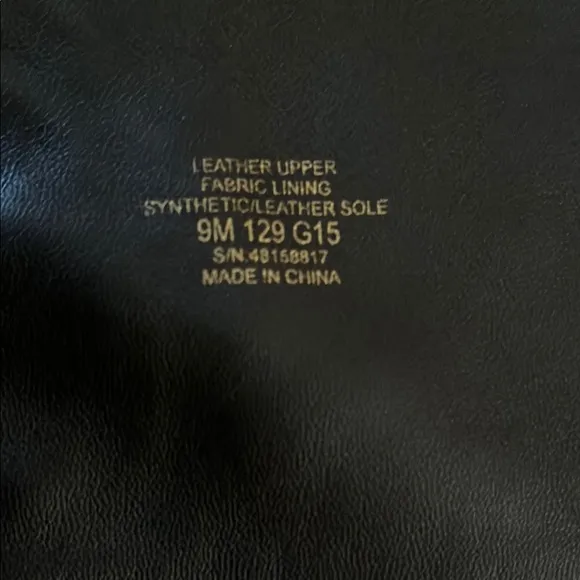 LEATHER UPPER
FABRIC LINING
SYNTHETIC/LEATHER SOLE
9M 129 G15
S/N:48158817
MADE IN CHINA